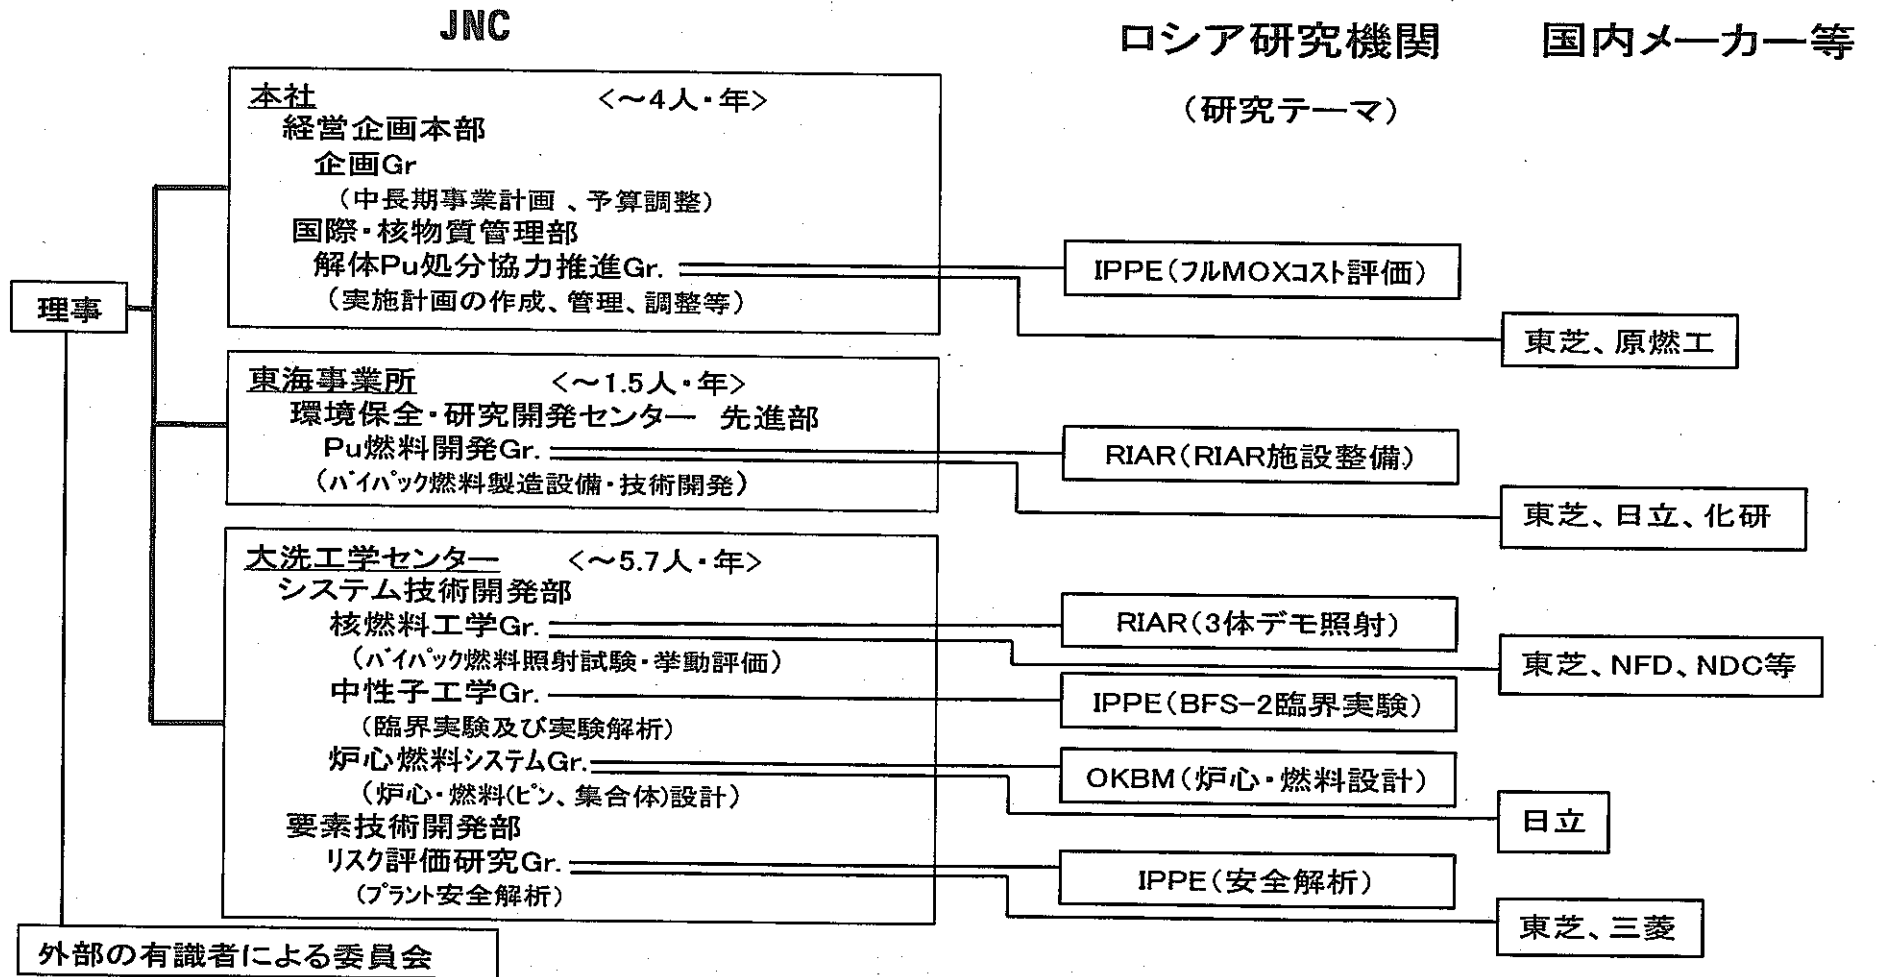 JNC
ロシア研究機関
国内メーカー等
(研究テーマ)
本社 <~4人・年>
経営企画本部
企画Gr
(中長期事業計画、予算調整)
国際・核物質管理部
解体Pu処分協力推進Gr.
(実施計画の作成、管理、調整等)
IPPE(フルMOXコスト評価)
東芝、原燃工
理事
東海事業所 <~1.5人・年>
環境保全・研究開発センター 先進部
Pu燃料開発Gr.
(バイパック燃料製造設備・技術開発)
RIAR(RIAR施設整備)
東芝、日立、化研
大洗工学センター <~5.7人・年>
システム技術開発部
核燃料工学Gr.
(バイパック燃料照射試験・挙動評価)
RIAR(3体デモ照射)
東芝、NFD、NDC等
中性子工学Gr.
(臨界実験及び実験解析)
IPPE(BFS-2臨界実験)
炉心燃料システムGr.
(炉心・燃料(ピン、集合体)設計)
OKBM(炉心・燃料設計)
日立
要素技術開発部
リスク評価研究Gr.
(プラント安全解析)
IPPE(安全解析)
東芝、三菱
外部の有識者による委員会